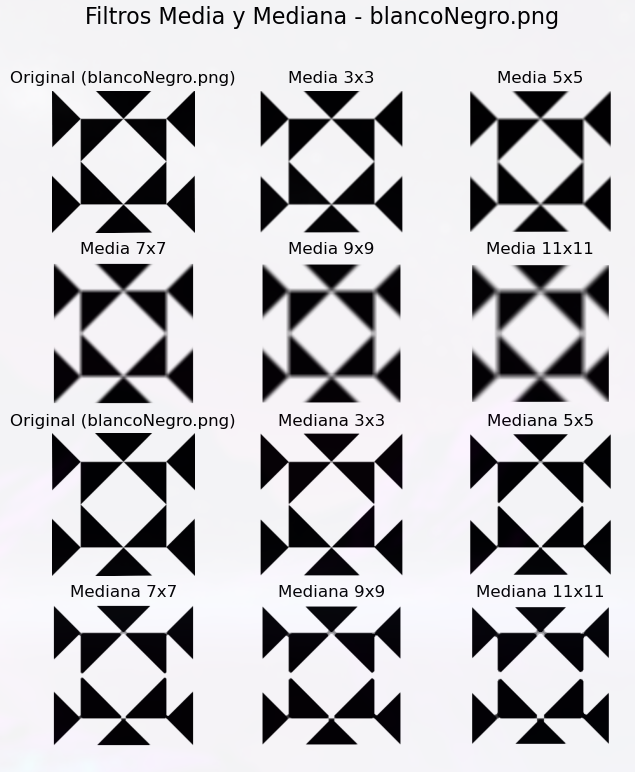 Filtros Media y Mediana - blancoNegro.png
Original (blancoNegro.png) Media 3x3 Media 5x5
Media 7x7 Media 9x9 Media 11x11
Original (blancoNegro.png) Mediana 3x3 Mediana 5x5
Mediana 7x7 Mediana 9x9 Mediana 11x11